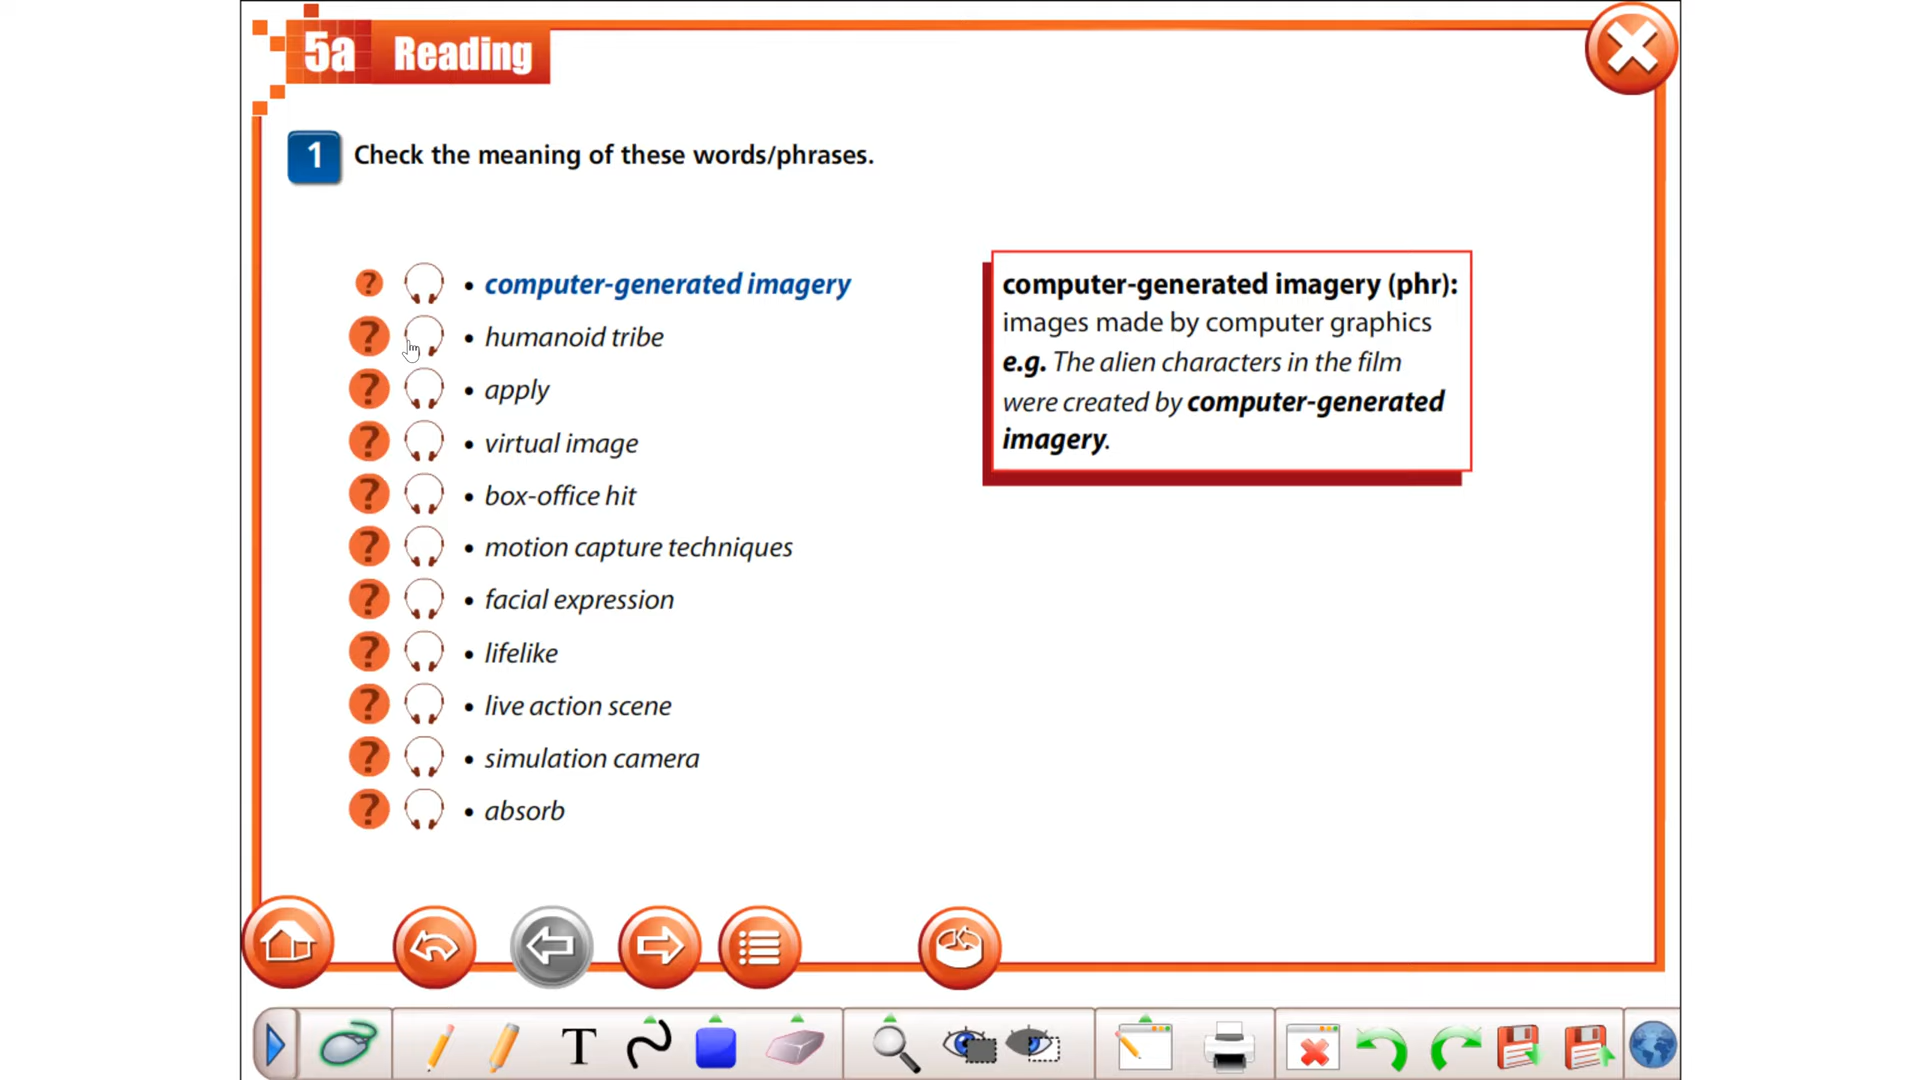 5a Reading
1 Check the meaning of these words/phrases.
? • computer-generated imagery
? • humanoid tribe
? • apply
? • virtual image
? • box-office hit
? • motion capture techniques
? • facial expression
? • lifelike
? • live action scene
? • simulation camera
? • absorb
computer-generated imagery (phr):
images made by computer graphics
e.g. The alien characters in the film
were created by computer-generated
imagery.
T